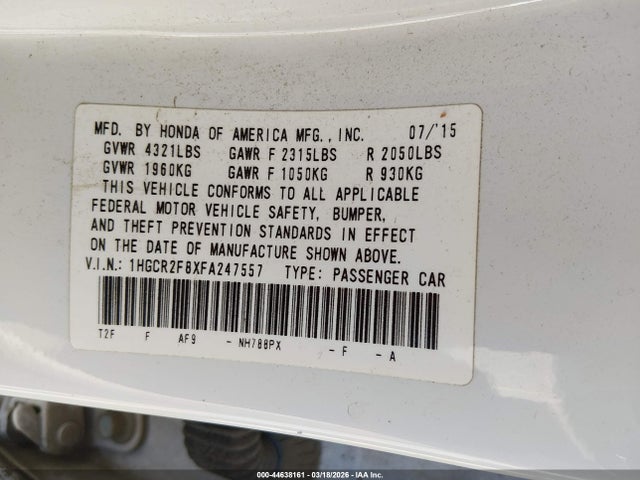 MFD. BY HONDA OF AMERICA MFG., INC. 07/'15
GVWR 4321LBS GAWR F 2315LBS R 2050LBS
GVWR 1960KG GAWR F 1050KG R 930KG
THIS VEHICLE CONFORMS TO ALL APPLICABLE
FEDERAL MOTOR VEHICLE SAFETY, BUMPER,
AND THEFT PREVENTION STANDARDS IN EFFECT
ON THE DATE OF MANUFACTURE SHOWN ABOVE.
V.I.N.: 1HGCR2F8XFA247557 TYPE: PASSENGER CAR
T2F F AF9 - NH788PX - F - A
000-44638161 - 03/18/2026 - IAA Inc.